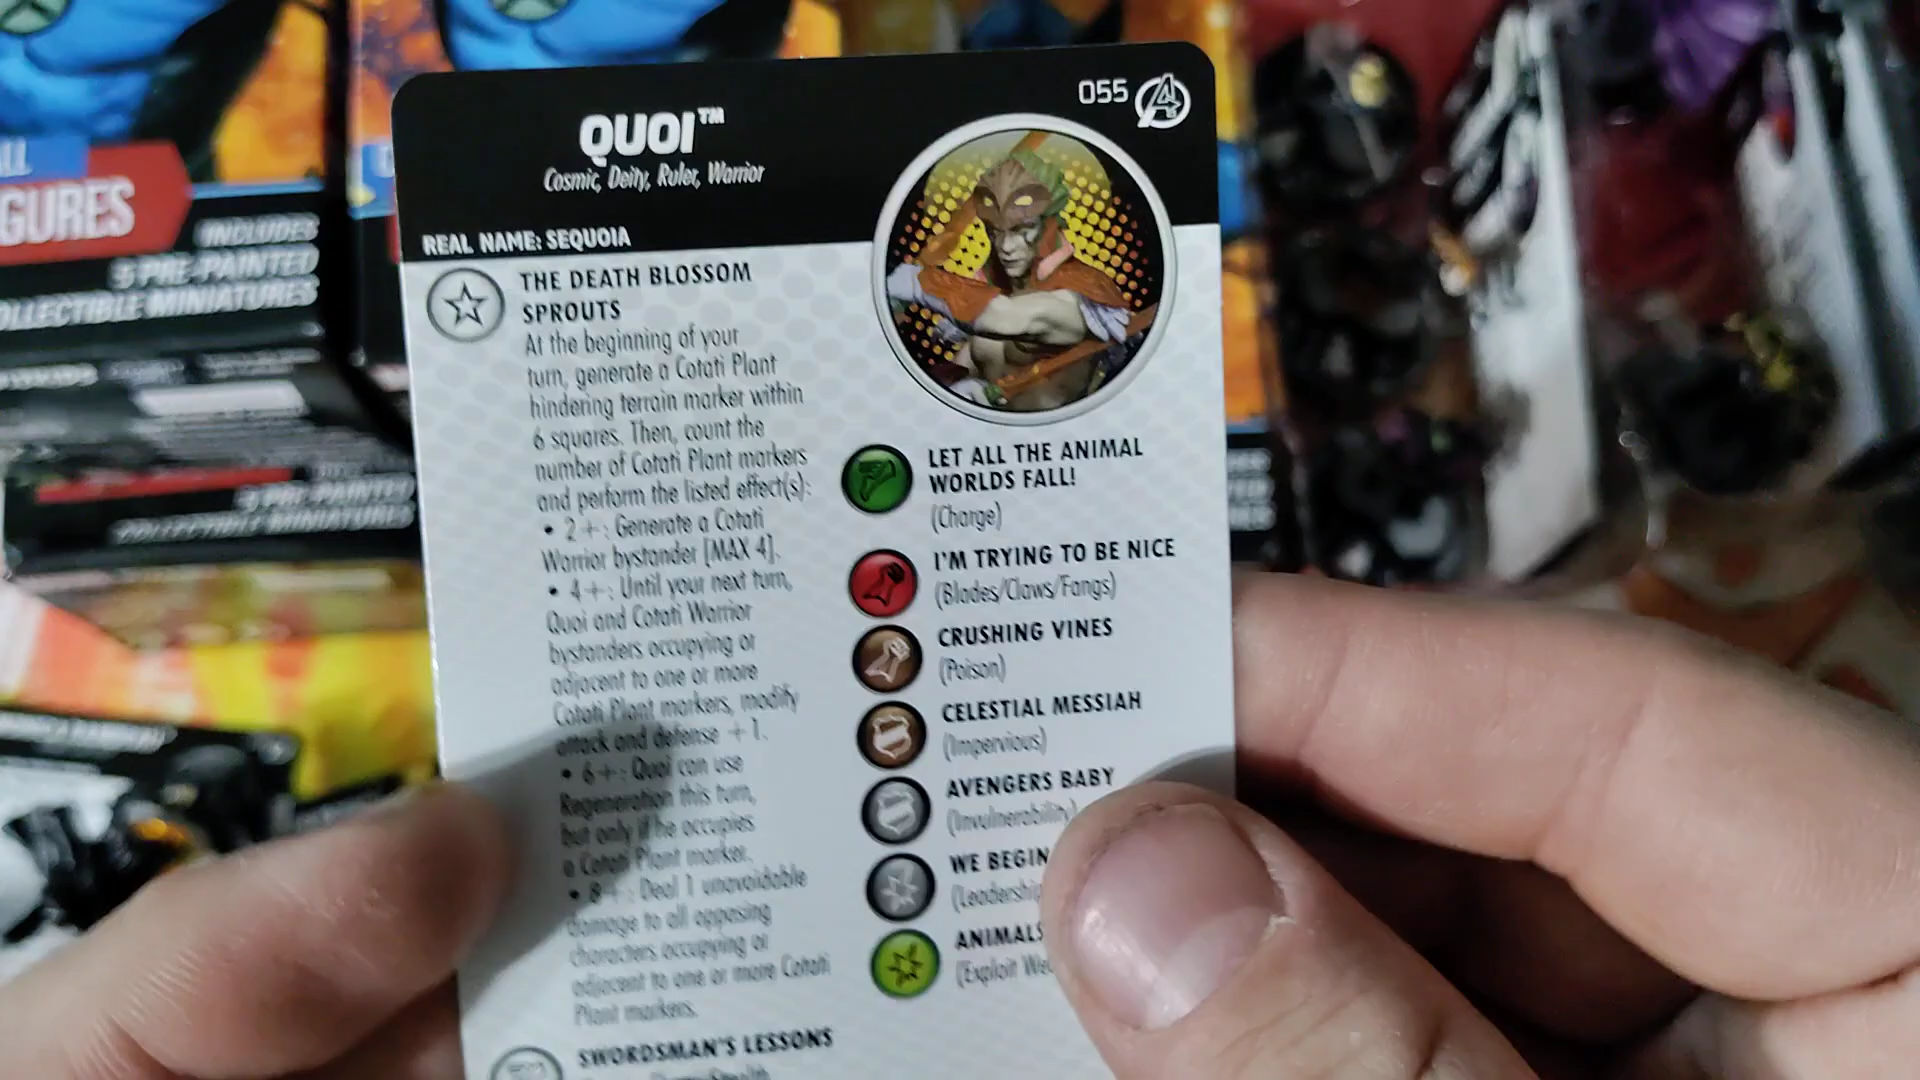 055
QUOI™
Cosmic, Deity, Ruler, Warrior
REAL NAME: SEQUOIA
THE DEATH BLOSSOM
SPROUTS
At the beginning of your
turn, generate a Cotati Plant
hindering terrain marker within
6 squares. Then, count the
number of Cotati Plant markers
and perform the listed effect(s):
• 2+: Generate a Cotati
Warrior bystander [MAX 4].
• 4+: Until your next turn,
Quoi and Cotati Warrior
bystanders occupying or
adjacent to one or more
Cotati Plant markers, modify
attack and defense +1.
• 6+: Quoi can use
Regeneration this turn,
but only if he occupies
a Cotati Plant marker.
• 8+: Deal 1 unavoidable
damage to all opposing
characters occupying or
adjacent to one or more Cotati
Plant markers.
SWORDSMAN'S LESSONS
LET ALL THE ANIMAL
WORLDS FALL!
(Charge)
I'M TRYING TO BE NICE
(Blades/Claws/Fangs)
CRUSHING VINES
(Poison)
CELESTIAL MESSIAH
(Impervious)
AVENGERS BABY
(Invulnerability)
WE BEGIN
(Leadership
ANIMALS
(Exploit
ALL
GURES
INCLUDES
5 PRE-PAINTED
COLLECTIBLE MINIATURES
5 PRE-PAINTED
COLLECTIBLE MINIATURES